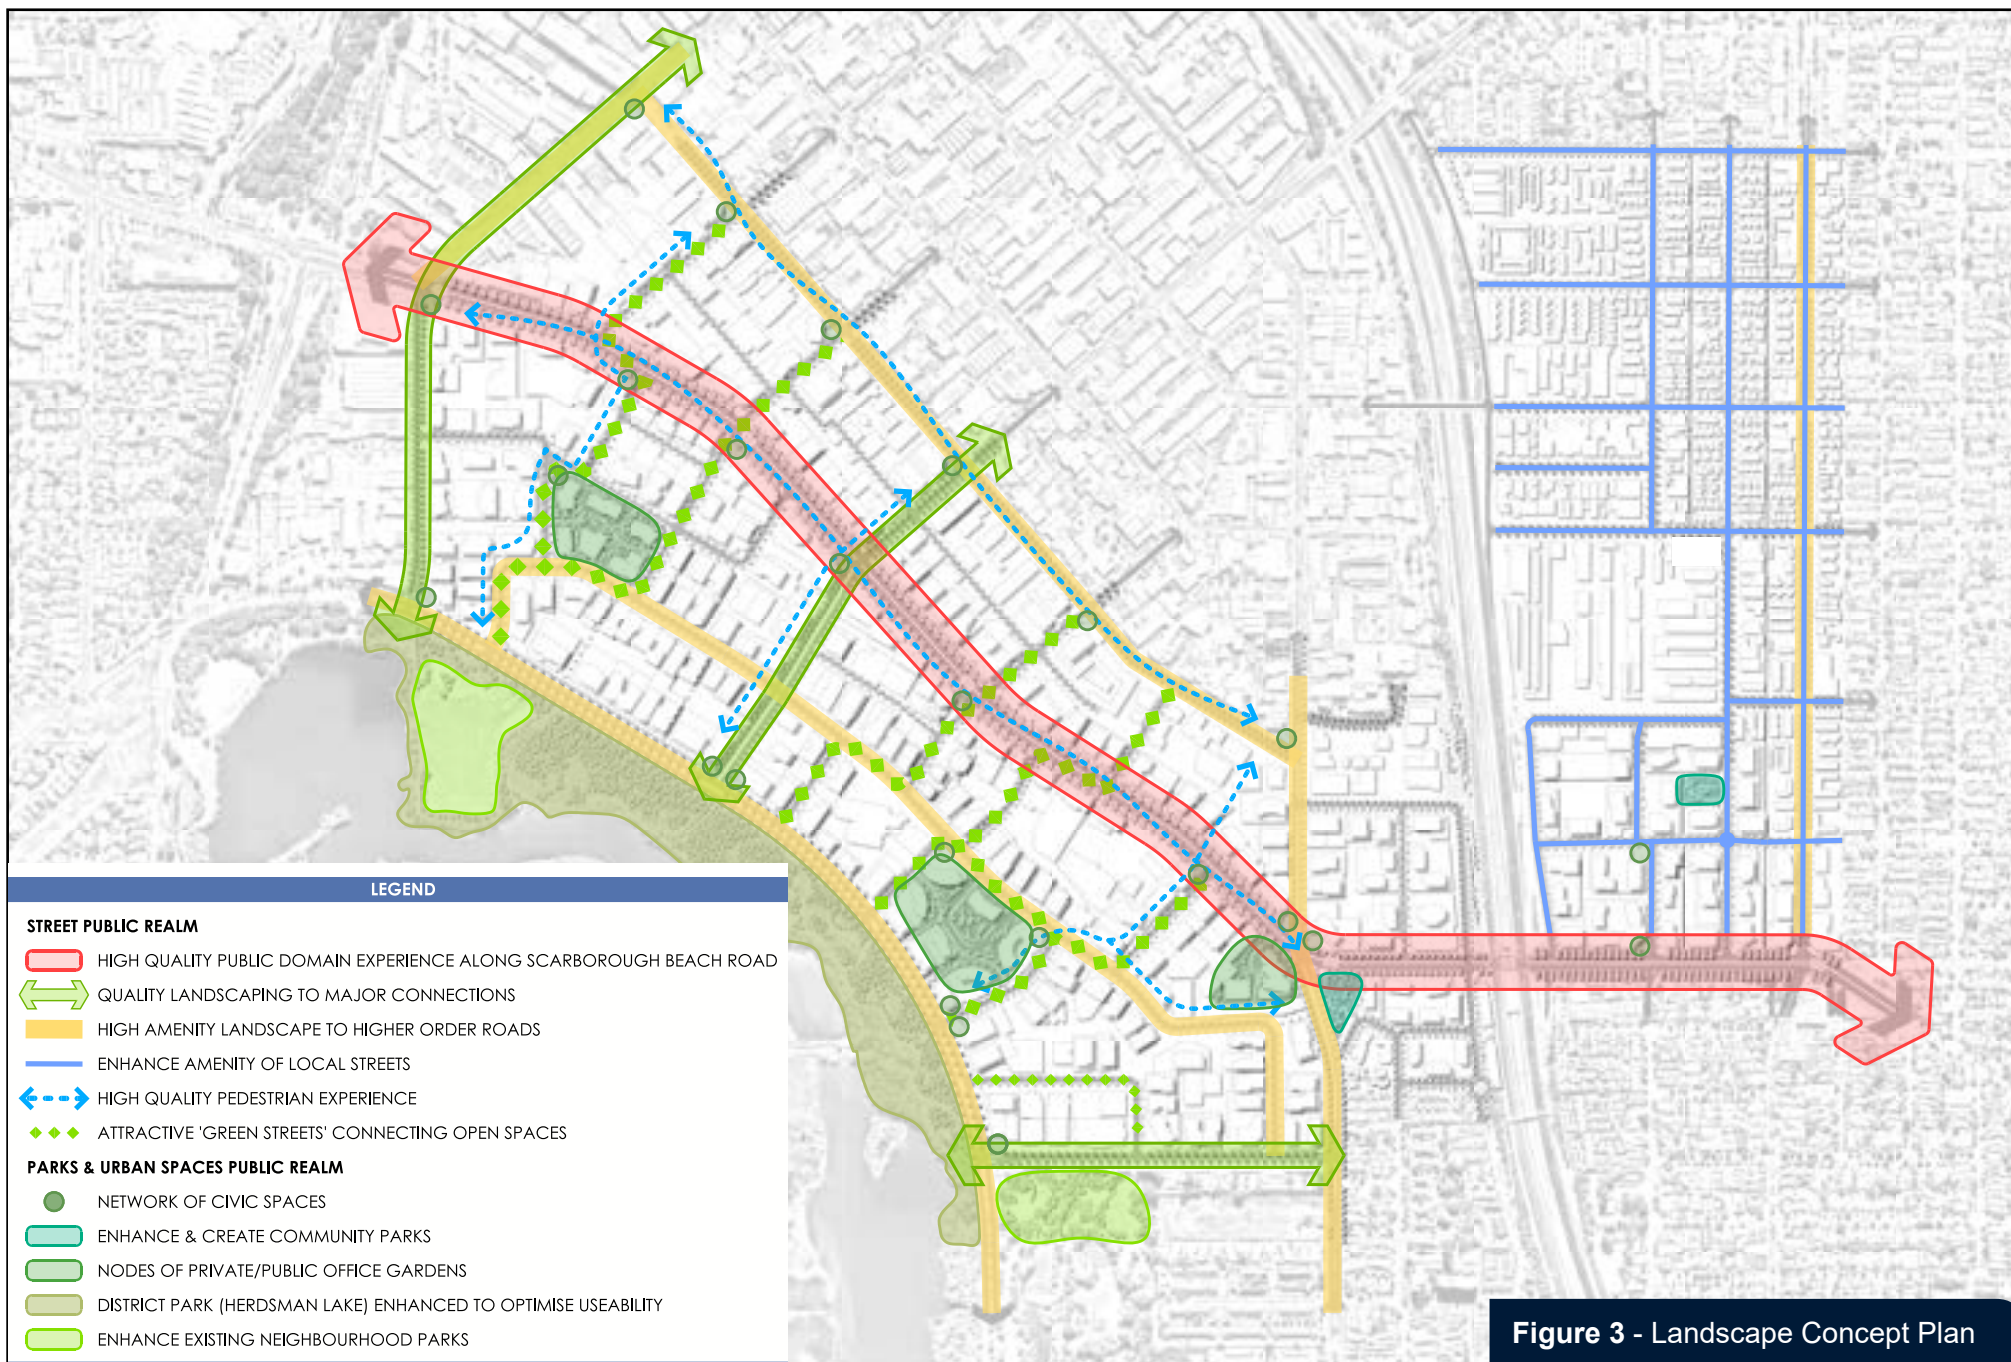 LEGEND
STREET PUBLIC REALM
HIGH QUALITY PUBLIC DOMAIN EXPERIENCE ALONG SCARBOROUGH BEACH ROAD
QUALITY LANDSCAPING TO MAJOR CONNECTIONS
HIGH AMENITY LANDSCAPE TO HIGHER ORDER ROADS
ENHANCE AMENITY OF LOCAL STREETS
HIGH QUALITY PEDESTRIAN EXPERIENCE
ATTRACTIVE 'GREEN STREETS' CONNECTING OPEN SPACES
PARKS & URBAN SPACES PUBLIC REALM
NETWORK OF CIVIC SPACES
ENHANCE & CREATE COMMUNITY PARKS
NODES OF PRIVATE/PUBLIC OFFICE GARDENS
DISTRICT PARK (HERDSMAN LAKE) ENHANCED TO OPTIMISE USEABILITY
ENHANCE EXISTING NEIGHBOURHOOD PARKS
Figure 3 - Landscape Concept Plan